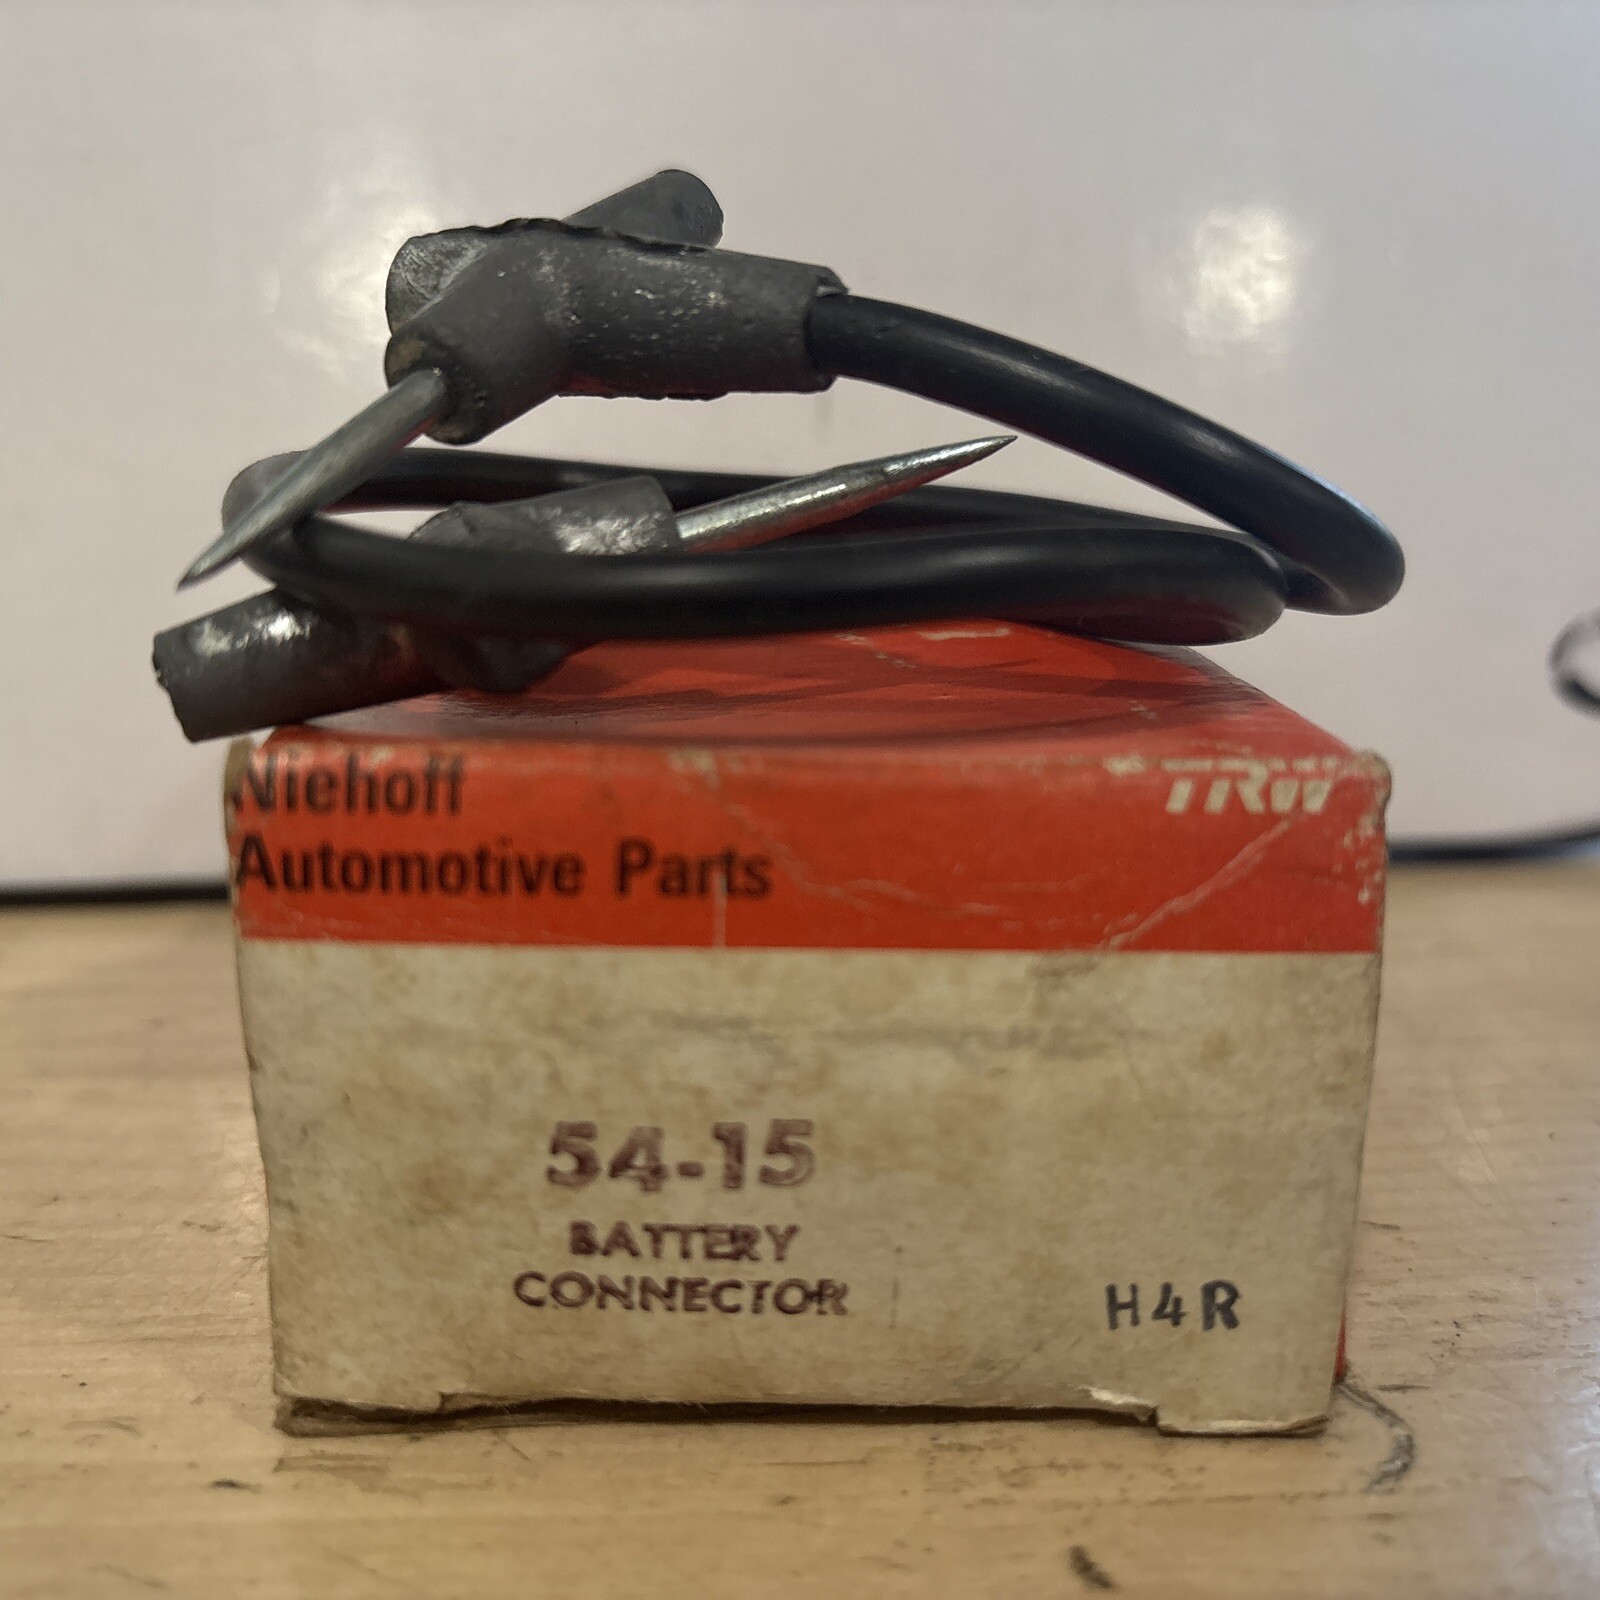 Niehoff
Automotive Parts
TRW
54-15
BATTERY
CONNECTOR
H4R